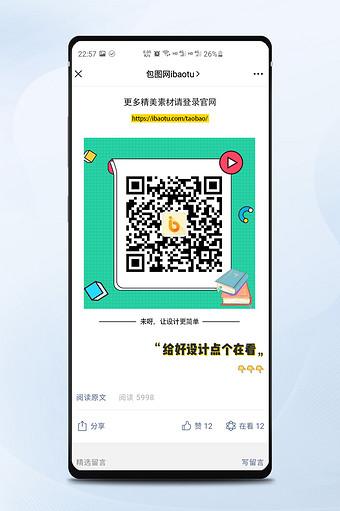 22:57
26%
包图网ibaotu
更多精美素材请登录官网
https://ibaotu.com/taobao/
来呀，让设计更简单
“给好设计点个在看”
阅读原文 阅读 5998
分享 赞 12 在看 12
精选留言 写留言